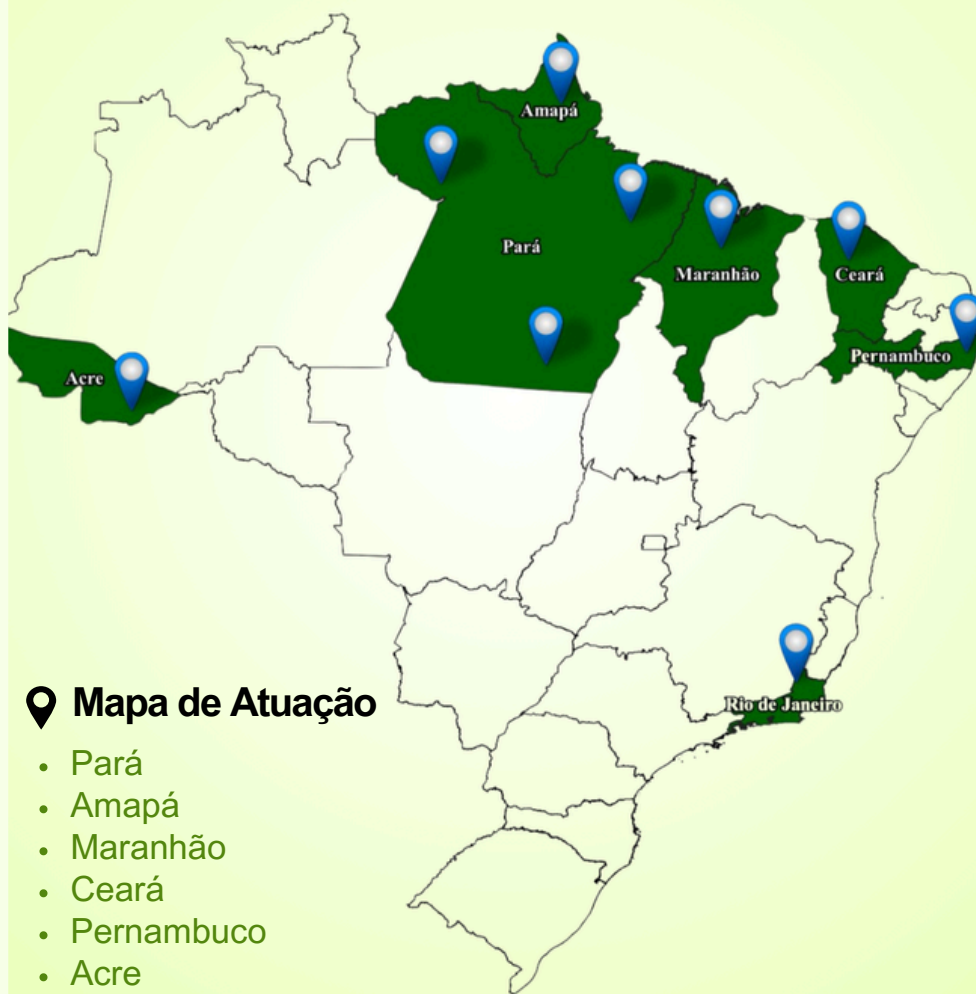 Amapá
Pará
Maranhão
Ceará
Pernambuco
Acre
Rio de Janeiro
Mapa de Atuação
• Pará
• Amapá
• Maranhão
• Ceará
• Pernambuco
• Acre